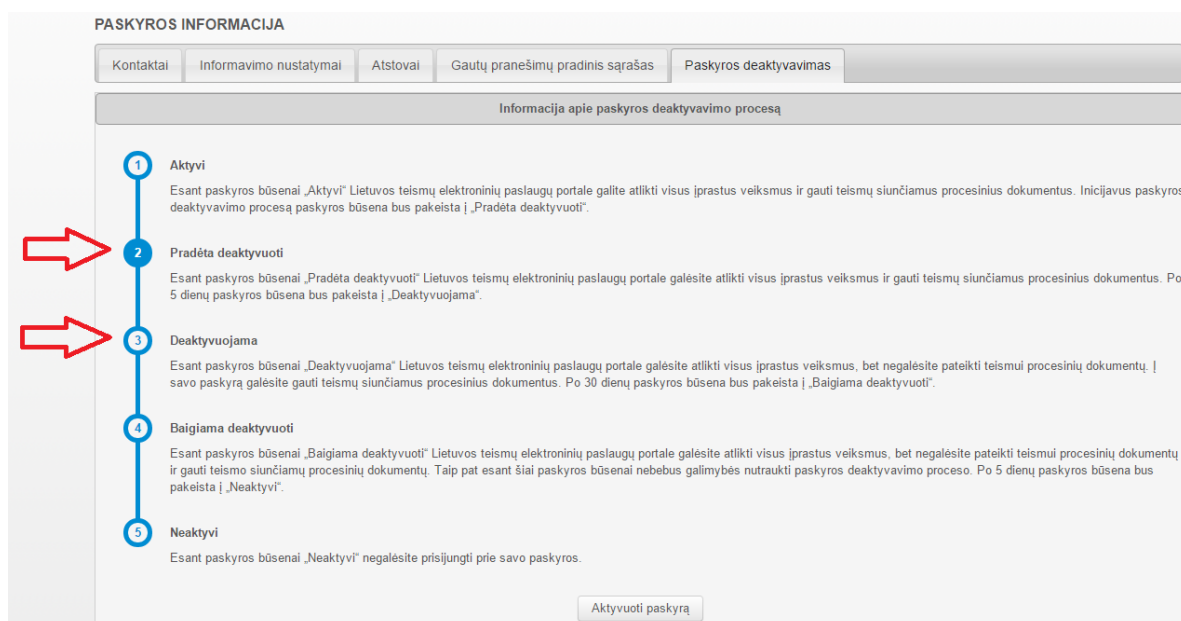 PASKYROS INFORMACIJA
Kontaktai Informavimo nustatymai Atstovai Gautų pranešimų pradinis sąrašas Paskyros deaktyvavimas
Informacija apie paskyros deaktyvavimo procesą
1 Aktyvi
Esant paskyros būsenai „Aktyvi“ Lietuvos teismų elektroninių paslaugų portale galite atlikti visus įprastus veiksmus ir gauti teismų siunčiamus procesinius dokumentus. Inicijavus paskyros
deaktyvavimo procesą paskyros būsena bus pakeista į „Pradėta deaktyvuoti“.
2 Pradėta deaktyvuoti
Esant paskyros būsenai „Pradėta deaktyvuoti“ Lietuvos teismų elektroninių paslaugų portale galėsite atlikti visus įprastus veiksmus ir gauti teismų siunčiamus procesinius dokumentus. Po
5 dienų paskyros būsena bus pakeista į „Deaktyvuojama“.
3 Deaktyvuojama
Esant paskyros būsenai „Deaktyvuojama“ Lietuvos teismų elektroninių paslaugų portale galėsite atlikti visus įprastus veiksmus, bet negalėsite pateikti teismui procesinių dokumentų. Į
savo paskyrą galėsite gauti teismų siunčiamus procesinius dokumentus. Po 30 dienų paskyros būsena bus pakeista į „Baigiama deaktyvuoti“.
4 Baigiama deaktyvuoti
Esant paskyros būsenai „Baigiama deaktyvuoti“ Lietuvos teismų elektroninių paslaugų portale galėsite atlikti visus įprastus veiksmus, bet negalėsite pateikti teismui procesinių dokumentų
ir gauti teismo siunčiamų procesinių dokumentų. Taip pat esant šiai paskyros būsenai nebebus galimybės nutraukti paskyros deaktyvavimo proceso. Po 5 dienų paskyros būsena bus
pakeista į „Neaktyvi“.
5 Neaktyvi
Esant paskyros būsenai „Neaktyvi“ negalėsite prisijungti prie savo paskyros.
Aktyvuoti paskyrą